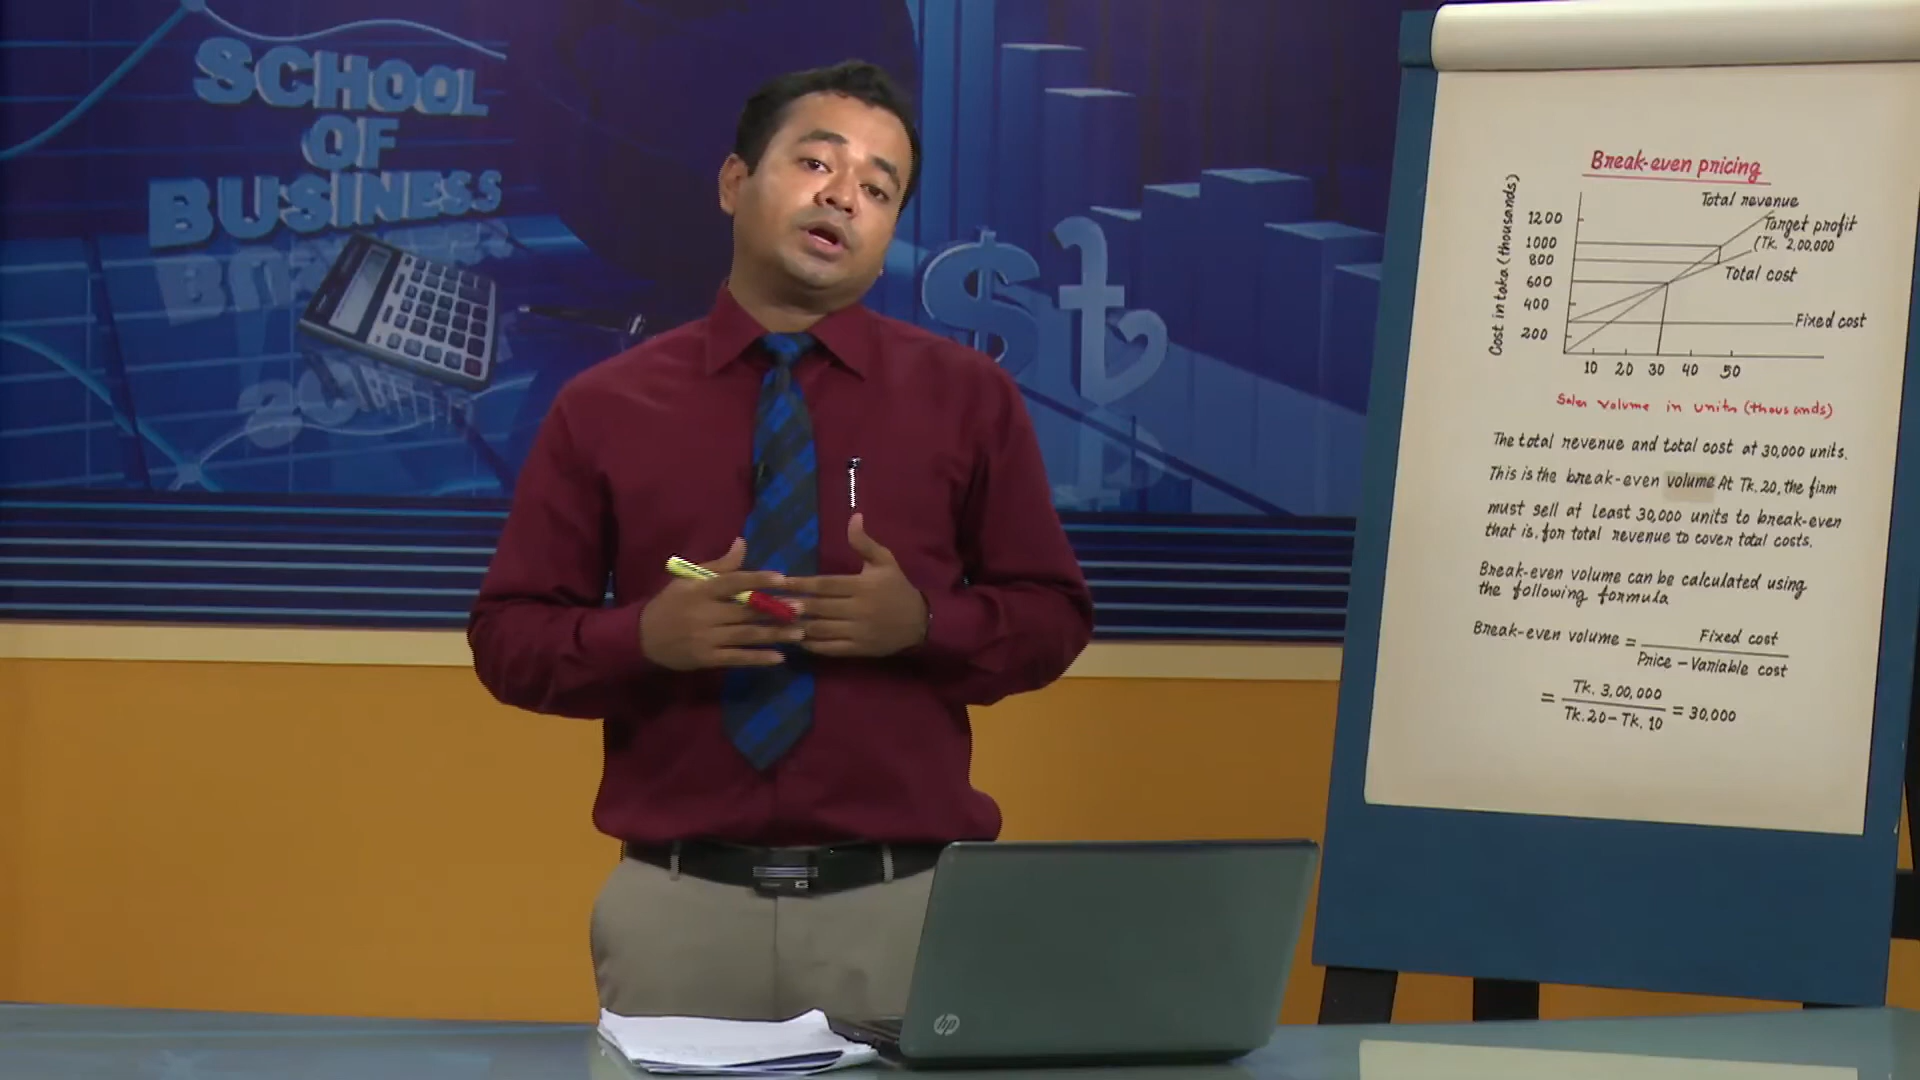 SCHOOL
OF
BUSINESS
Break-even pricing
Cost in taka (thousands)
1200
1000
800
600
400
200
Total revenue
Target profit
(Tk. 2,00,000
Total cost
Fixed cost
10 20 30 40 50
Sales volume in units (thousands)
The total revenue and total cost at 30,000 units.
This is the break-even volume At Tk. 20, the firm
must sell at least 30,000 units to break-even
that is, for total revenue to cover total costs.
Break-even volume can be calculated using
the following formula
Break-even volume = Fixed cost
Price - Variable cost
= Tk. 3,00,000
Tk. 20 - Tk. 10
= 30,000
hp